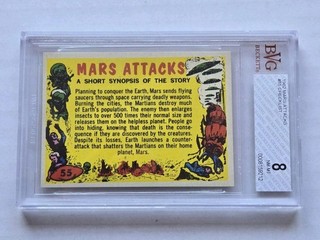 MARS ATTACKS
A SHORT SYNOPSIS OF THE STORY
Planning to conquer the Earth, Mars sends flying
saucers through space carrying deadly weapons.
Burning the cities, the Martians destroy much of
Earth's population. The enemy then enlarges
insects to over 500 times their normal size and
releases them on the helpless planet. People go
into hiding, knowing that death is the conse-
quence if they are discovered by the creatures.
Despite its losses, Earth launches a counter-
attack that shatters the Martians on their home
planet, Mars.
55
BVG
BECKETT
8
NM-MT